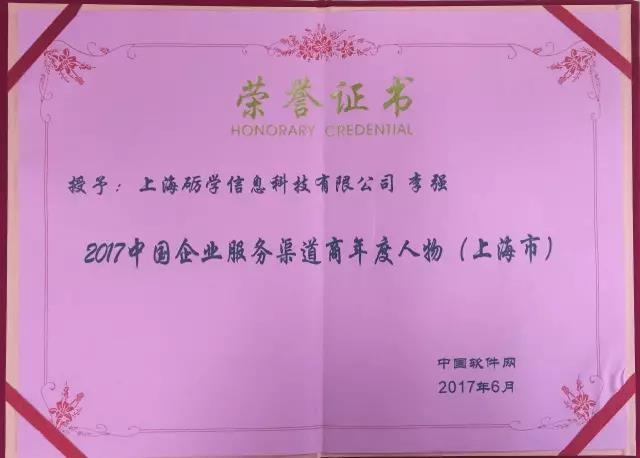 荣誉证书
HONORARY CREDENTIAL
授予：上海砺学信息科技有限公司 李强
2017中国企业服务渠道商年度人物（上海市）
中国软件网
2017年6月